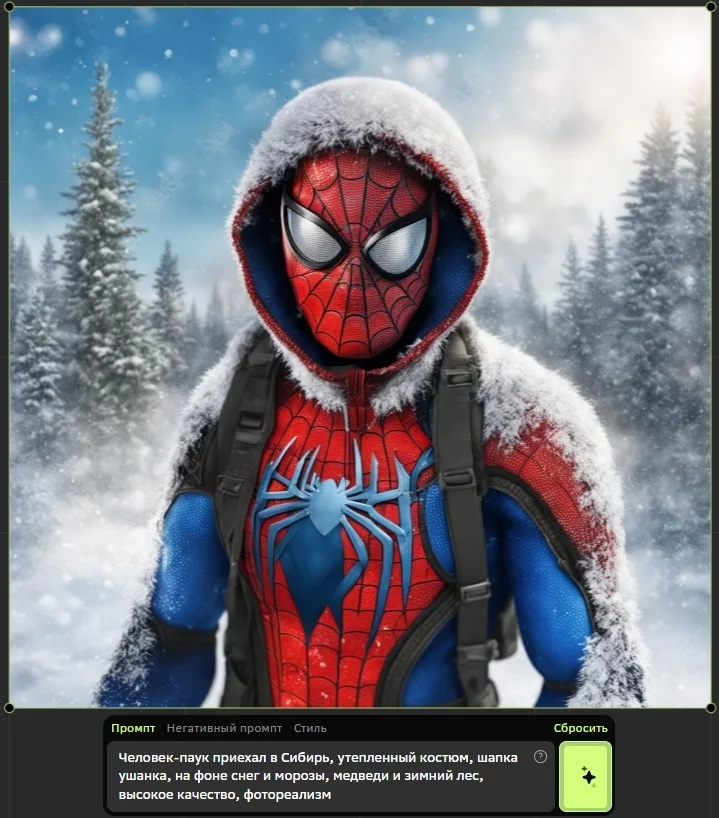 Промпт Негативный промпт Стиль Сбросить
Человек-паук приехал в Сибирь, утепленный костюм, шапка
ушанка, на фоне снег и морозы, медведи и зимний лес,
высокое качество, фотореализм
?